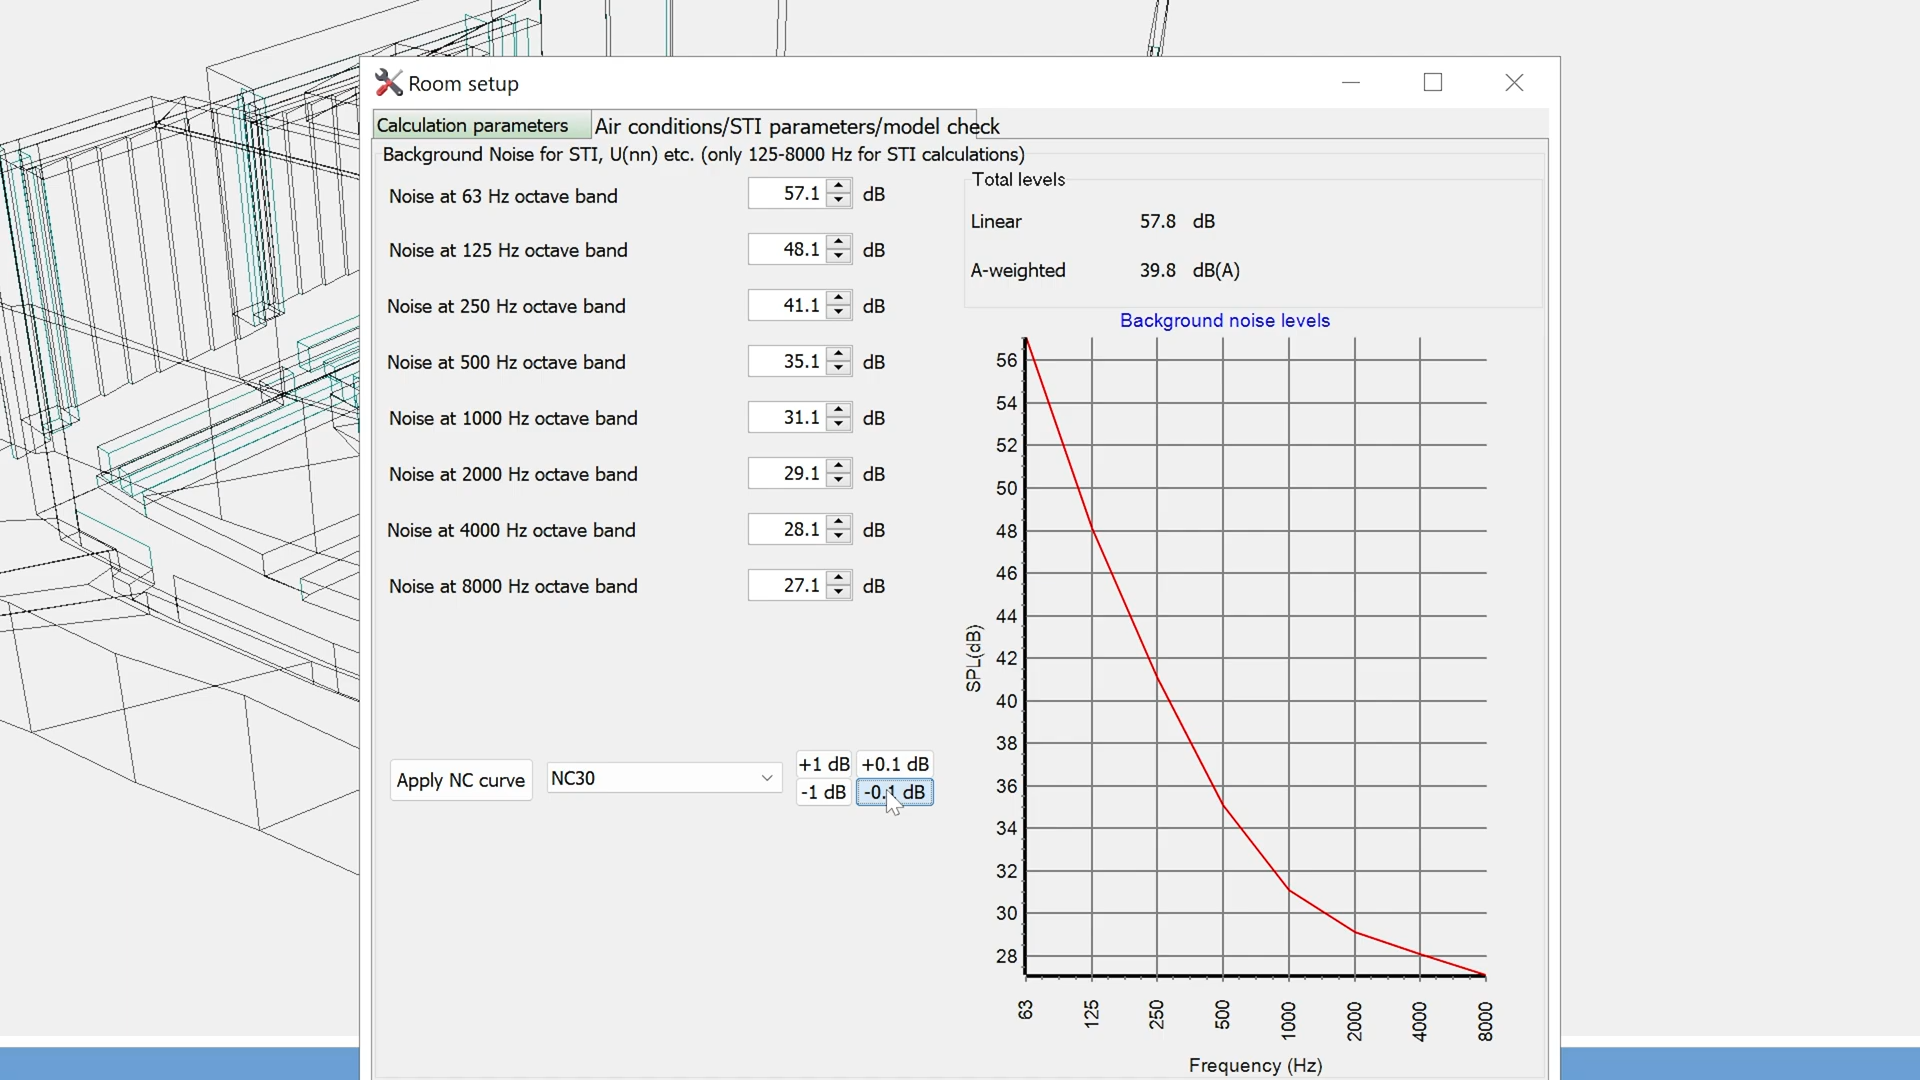 Room setup
Calculation parameters
Air conditions/STI parameters/model check
Background Noise for STI, U(nn) etc. (only 125-8000 Hz for STI calculations)
Noise at 63 Hz octave band 57.1 dB
Noise at 125 Hz octave band 48.1 dB
Noise at 250 Hz octave band 41.1 dB
Noise at 500 Hz octave band 35.1 dB
Noise at 1000 Hz octave band 31.1 dB
Noise at 2000 Hz octave band 29.1 dB
Noise at 4000 Hz octave band 28.1 dB
Noise at 8000 Hz octave band 27.1 dB
Apply NC curve
NC30
+1 dB +0.1 dB
-1 dB -0.1 dB
Total levels
Linear 57.8 dB
A-weighted 39.8 dB(A)
Background noise levels
SPL(dB)
56
54
52
50
48
46
44
42
40
38
36
34
32
30
28
63 125 250 500 1000 2000 4000 8000
Frequency (Hz)